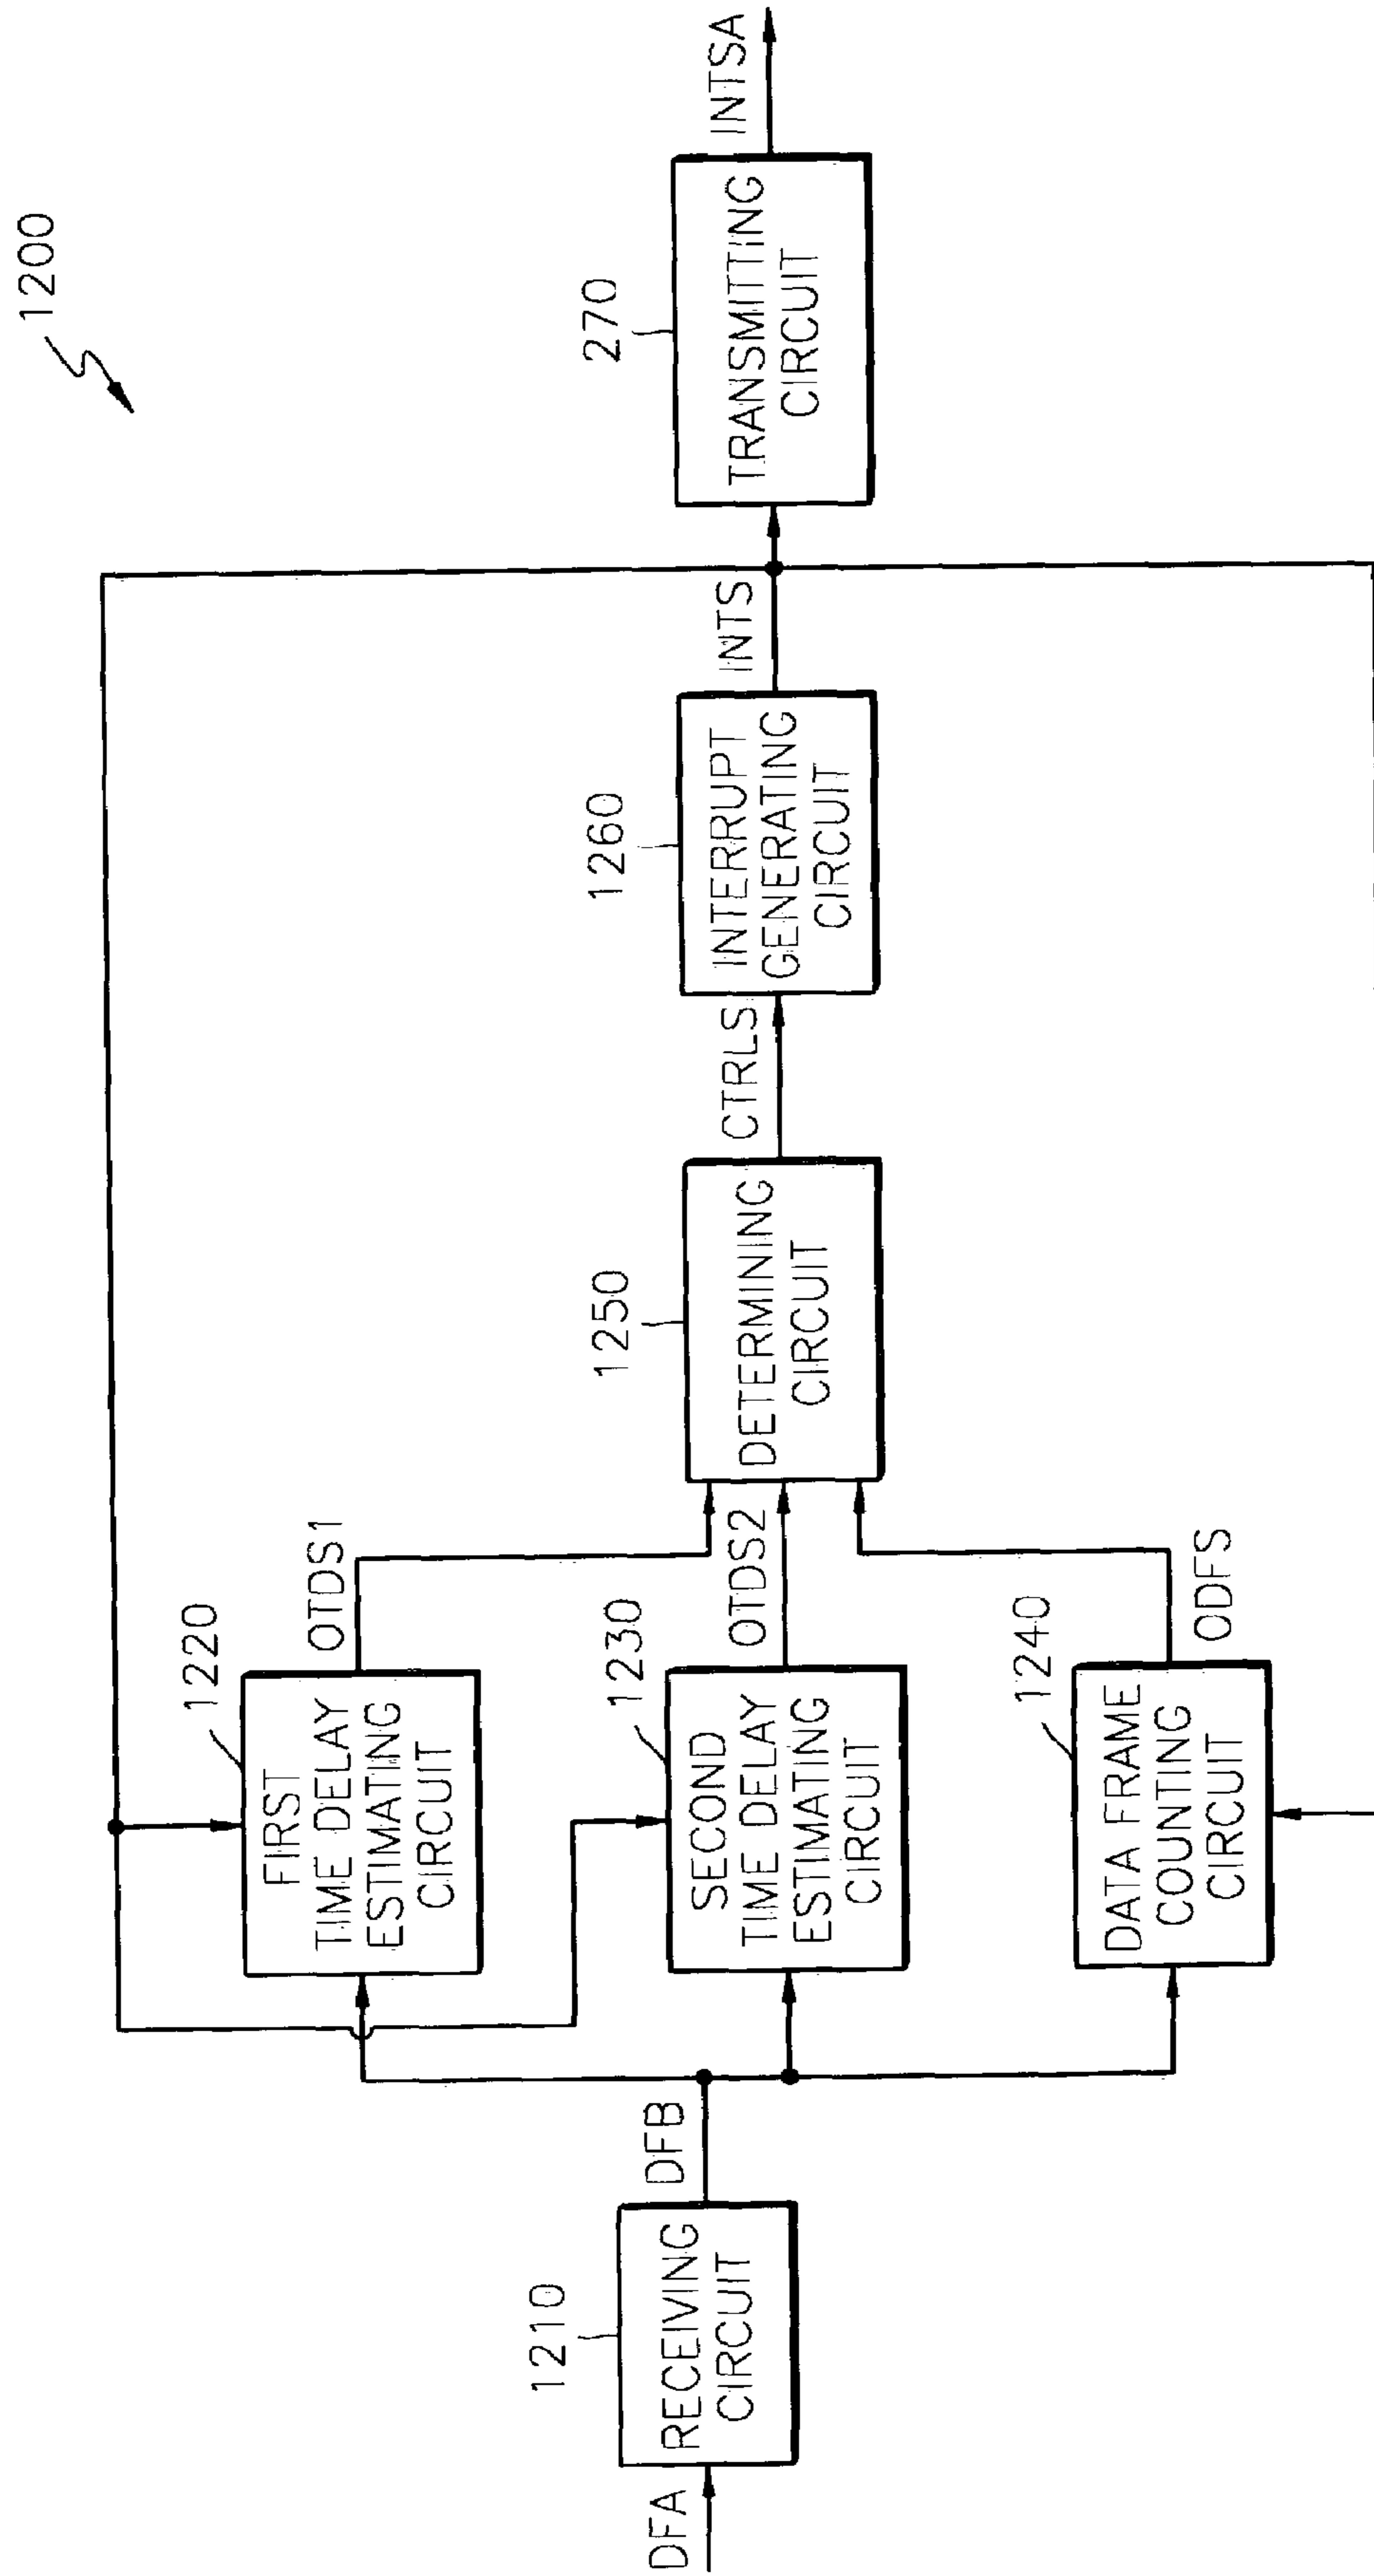 1200
DFA
1210
RECEIVING
CIRCUIT
DFB
1220
FIRST
TIME DELAY
ESTIMATING
CIRCUIT
OTDS1
1230
SECOND
TIME DELAY
ESTIMATING
CIRCUIT
OTDS2
1240
DATA FRAME
COUNTING
CIRCUIT
ODFS
1250
DETERMINING
CIRCUIT
CTRLS
1260
INTERRUPT
GENERATING
CIRCUIT
INTS
270
TRANSMITTING
CIRCUIT
INTSA